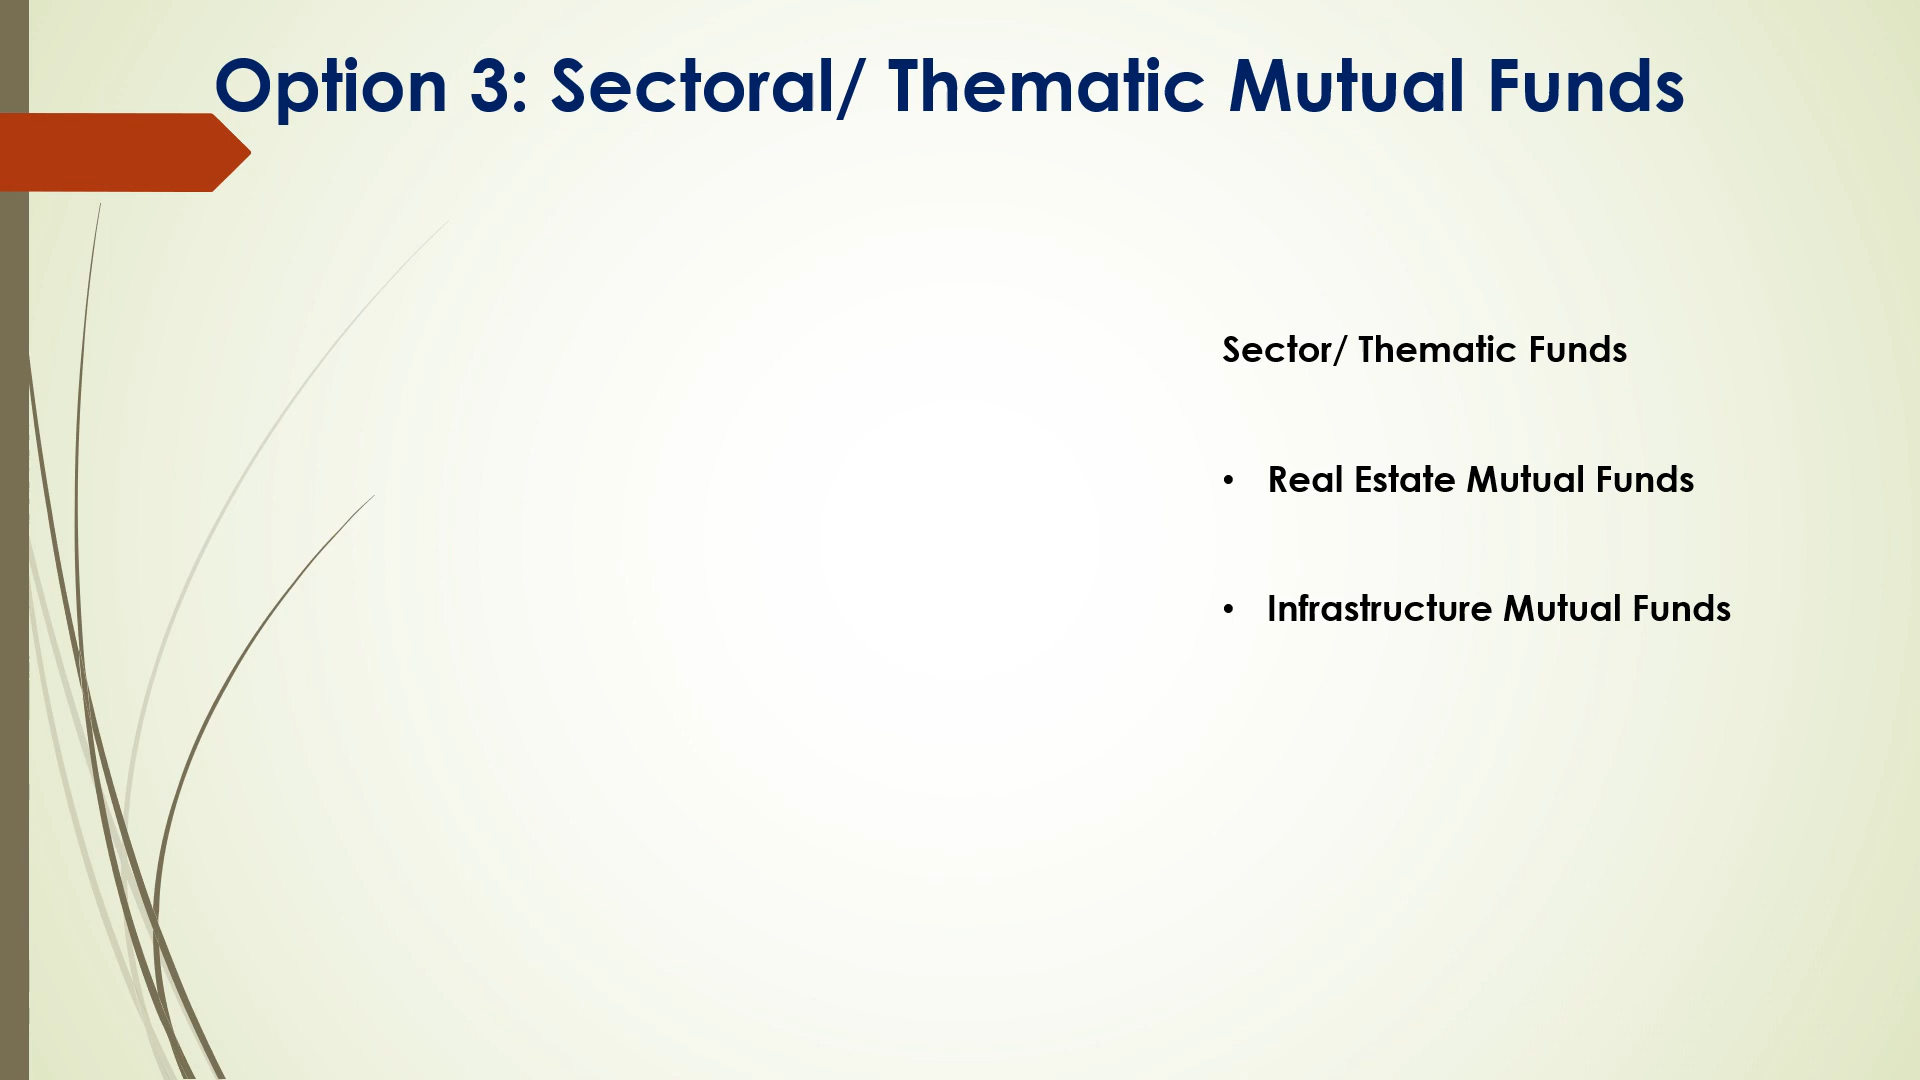 Option 3: Sectoral/ Thematic Mutual Funds
Sector/ Thematic Funds
• Real Estate Mutual Funds
• Infrastructure Mutual Funds